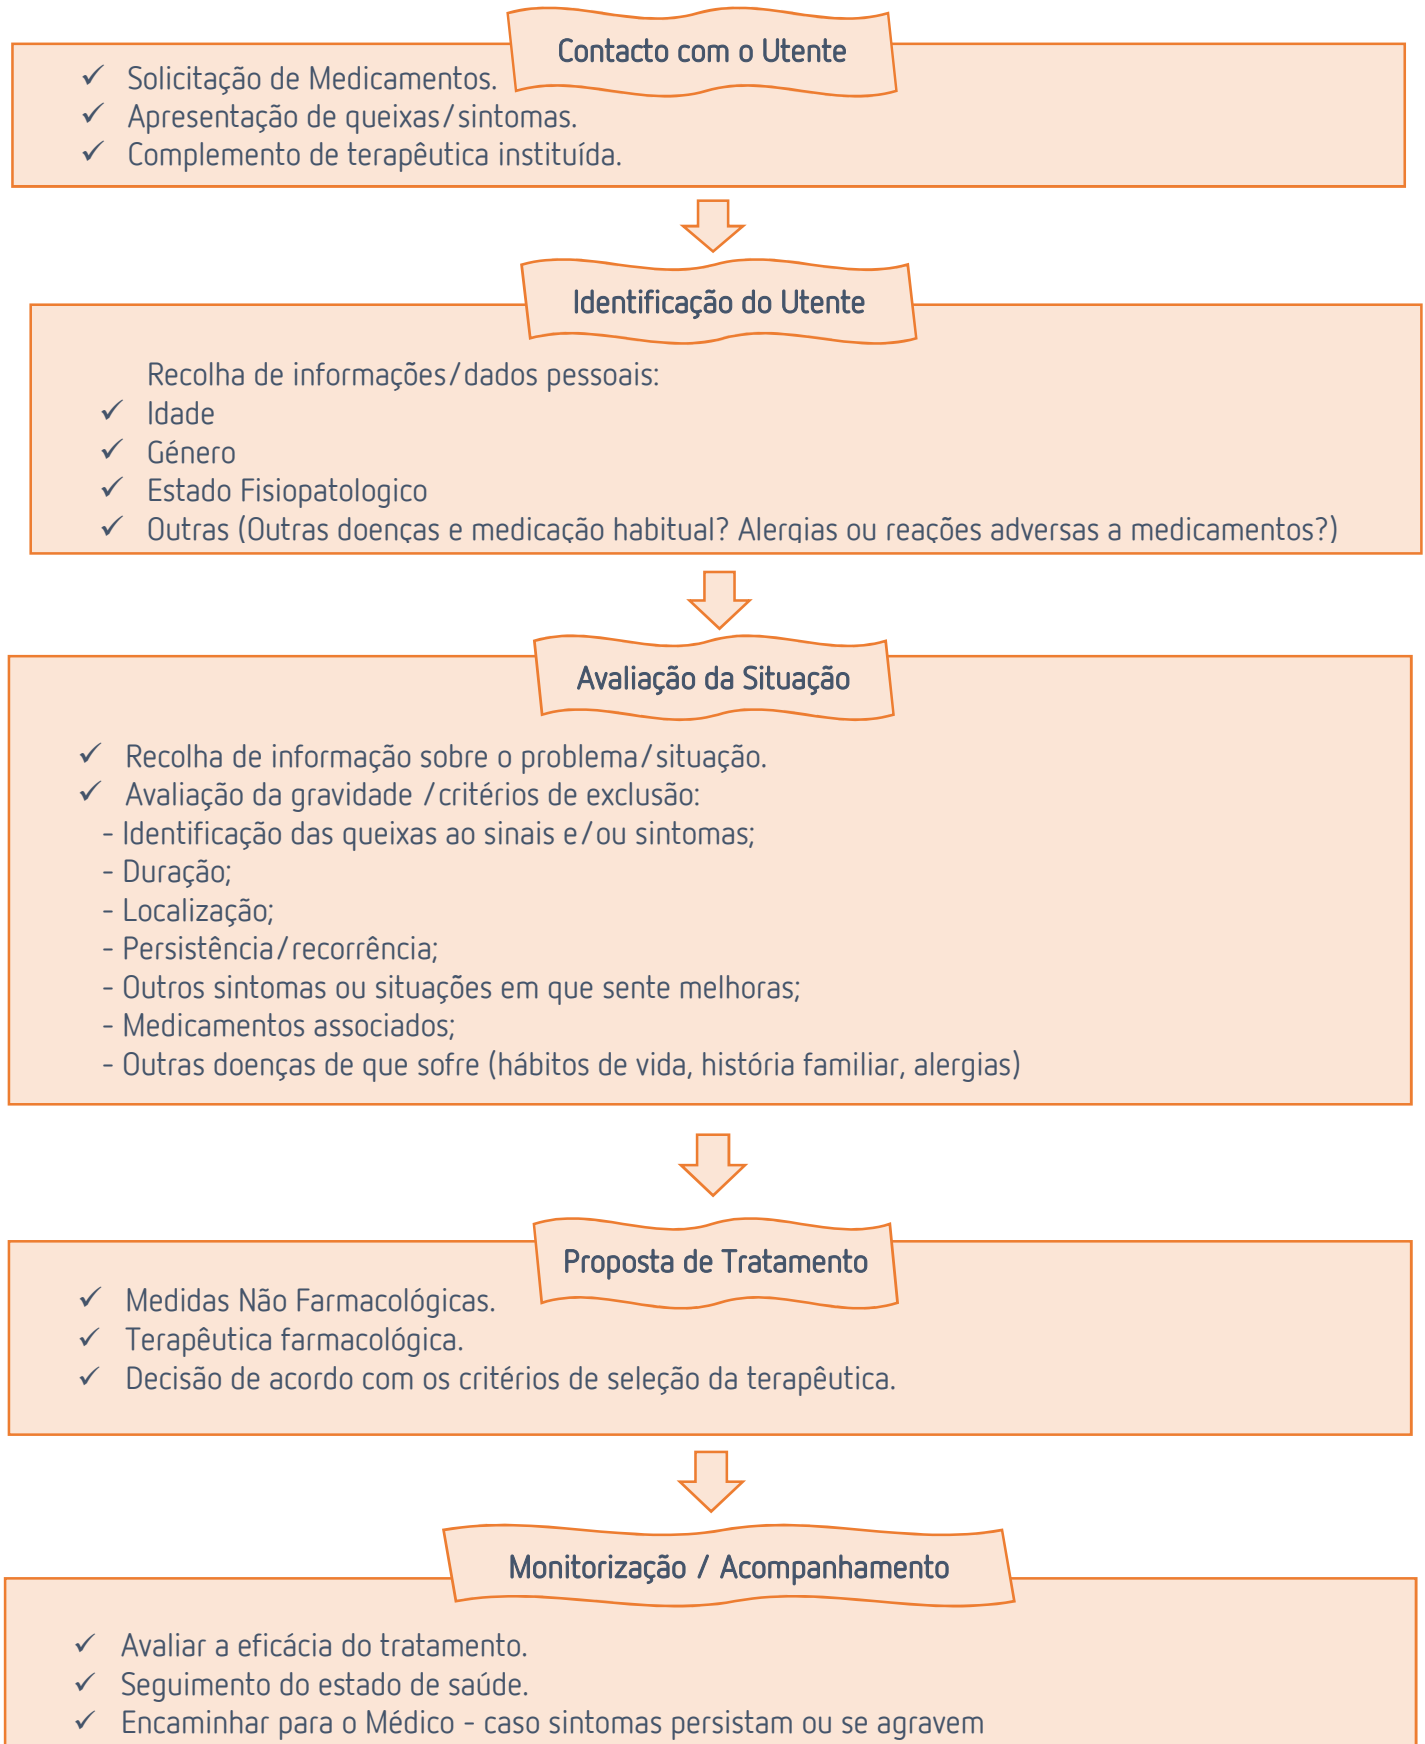 Contacto com o Utente
✓ Solicitação de Medicamentos.
✓ Apresentação de queixas/sintomas.
✓ Complemento de terapêutica instituída.
Identificação do Utente
Recolha de informações/dados pessoais:
✓ Idade
✓ Género
✓ Estado Fisiopatologico
✓ Outras (Outras doenças e medicação habitual? Alergias ou reações adversas a medicamentos?)
Avaliação da Situação
✓ Recolha de informação sobre o problema/situação.
✓ Avaliação da gravidade /critérios de exclusão:
- Identificação das queixas ao sinais e/ou sintomas;
- Duração;
- Localização;
- Persistência/recorrência;
- Outros sintomas ou situações em que sente melhoras;
- Medicamentos associados;
- Outras doenças de que sofre (hábitos de vida, história familiar, alergias)
Proposta de Tratamento
✓ Medidas Não Farmacológicas.
✓ Terapêutica farmacológica.
✓ Decisão de acordo com os critérios de seleção da terapêutica.
Monitorização / Acompanhamento
✓ Avaliar a eficácia do tratamento.
✓ Seguimento do estado de saúde.
✓ Encaminhar para o Médico - caso sintomas persistam ou se agravem